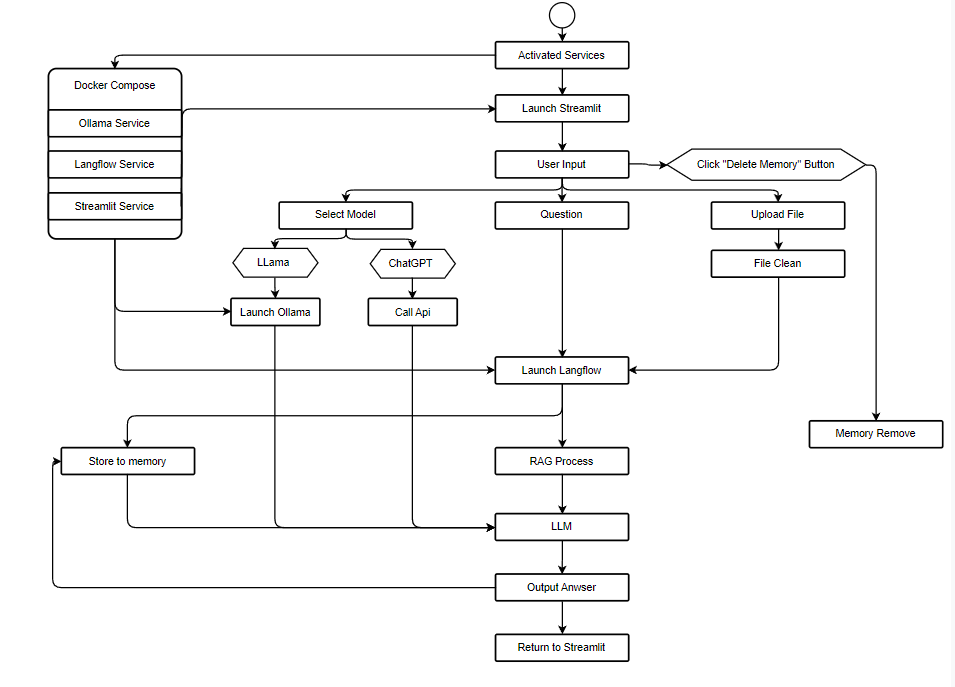 Activated Services
Docker Compose
Launch Streamlit
Ollama Service
Langflow Service
Streamlit Service
User Input
Click "Delete Memory" Button
Select Model
Question
Upload File
LLama
ChatGPT
File Clean
Launch Ollama
Call Api
Launch Langflow
Memory Remove
Store to memory
RAG Process
LLM
Output Anwser
Return to Streamlit